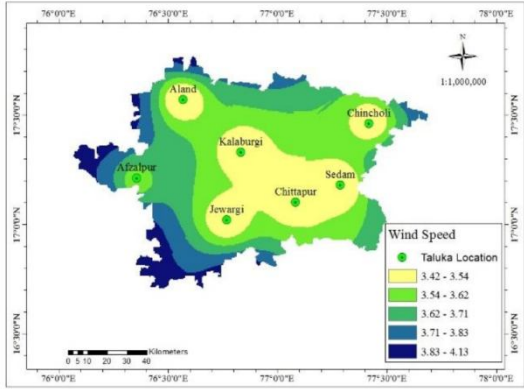 76°0'0"E 76°30'0"E 77°0'0"E 77°30'0"E 78°0'0"E
N
1:1,000,000
17°30'0"N
17°0'0"N
16°30'0"N
17°30'0"N
17°0'0"N
16°30'0"N
Aland
Chincholi
Kalaburgi
Afzalpur
Sedam
Chittapur
Jewargi
Wind Speed
Taluka Location
3.42 - 3.54
3.54 - 3.62
3.62 - 3.71
3.71 - 3.83
3.83 - 4.13
Kilometers
0 5 10 20 30 40
76°0'0"E 76°30'0"E 77°0'0"E 77°30'0"E 78°0'0"E